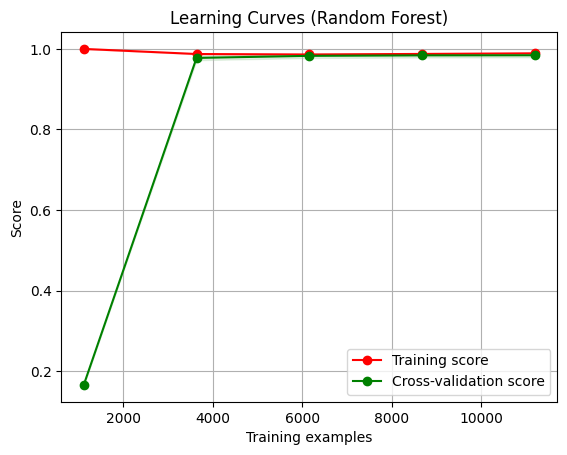 Learning Curves (Random Forest)
1.0
0.8
0.6
0.4
0.2
Score
2000 4000 6000 8000 10000
Training examples
Training score
Cross-validation score